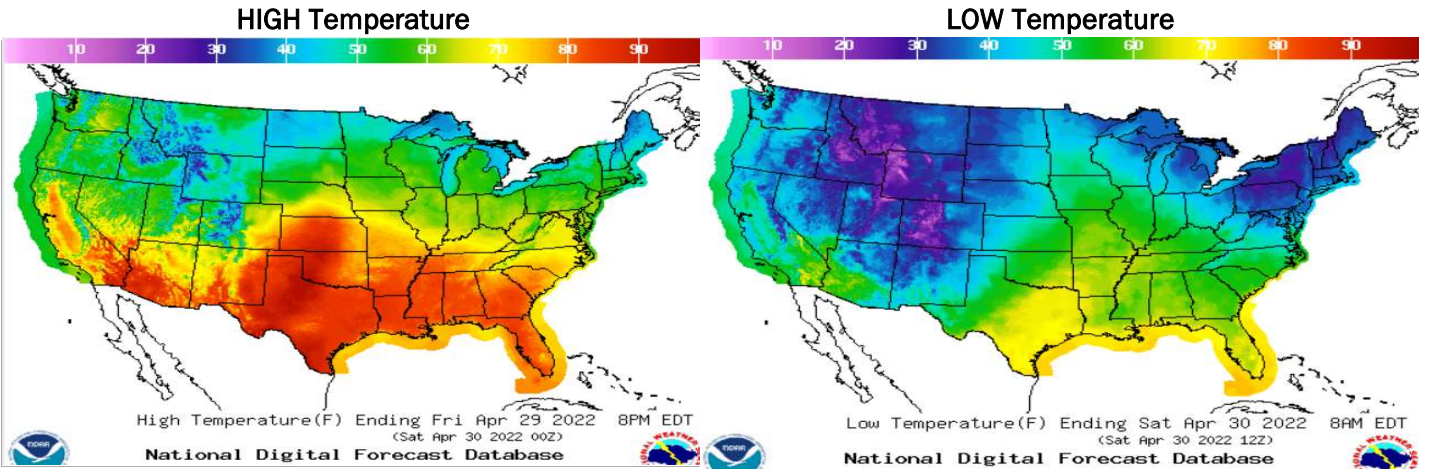 HIGH Temperature
10 20 30 40 50 60 70 80 90
High Temperature(F) Ending Fri Apr 29 2022 8PM EDT
(Sat Apr 30 2022 00Z)
NOAA
National Digital Forecast Database
LOW Temperature
10 20 30 40 50 60 70 80 90
Low Temperature(F) Ending Sat Apr 30 2022 8AM EDT
(Sat Apr 30 2022 12Z)
NOAA
National Digital Forecast Database